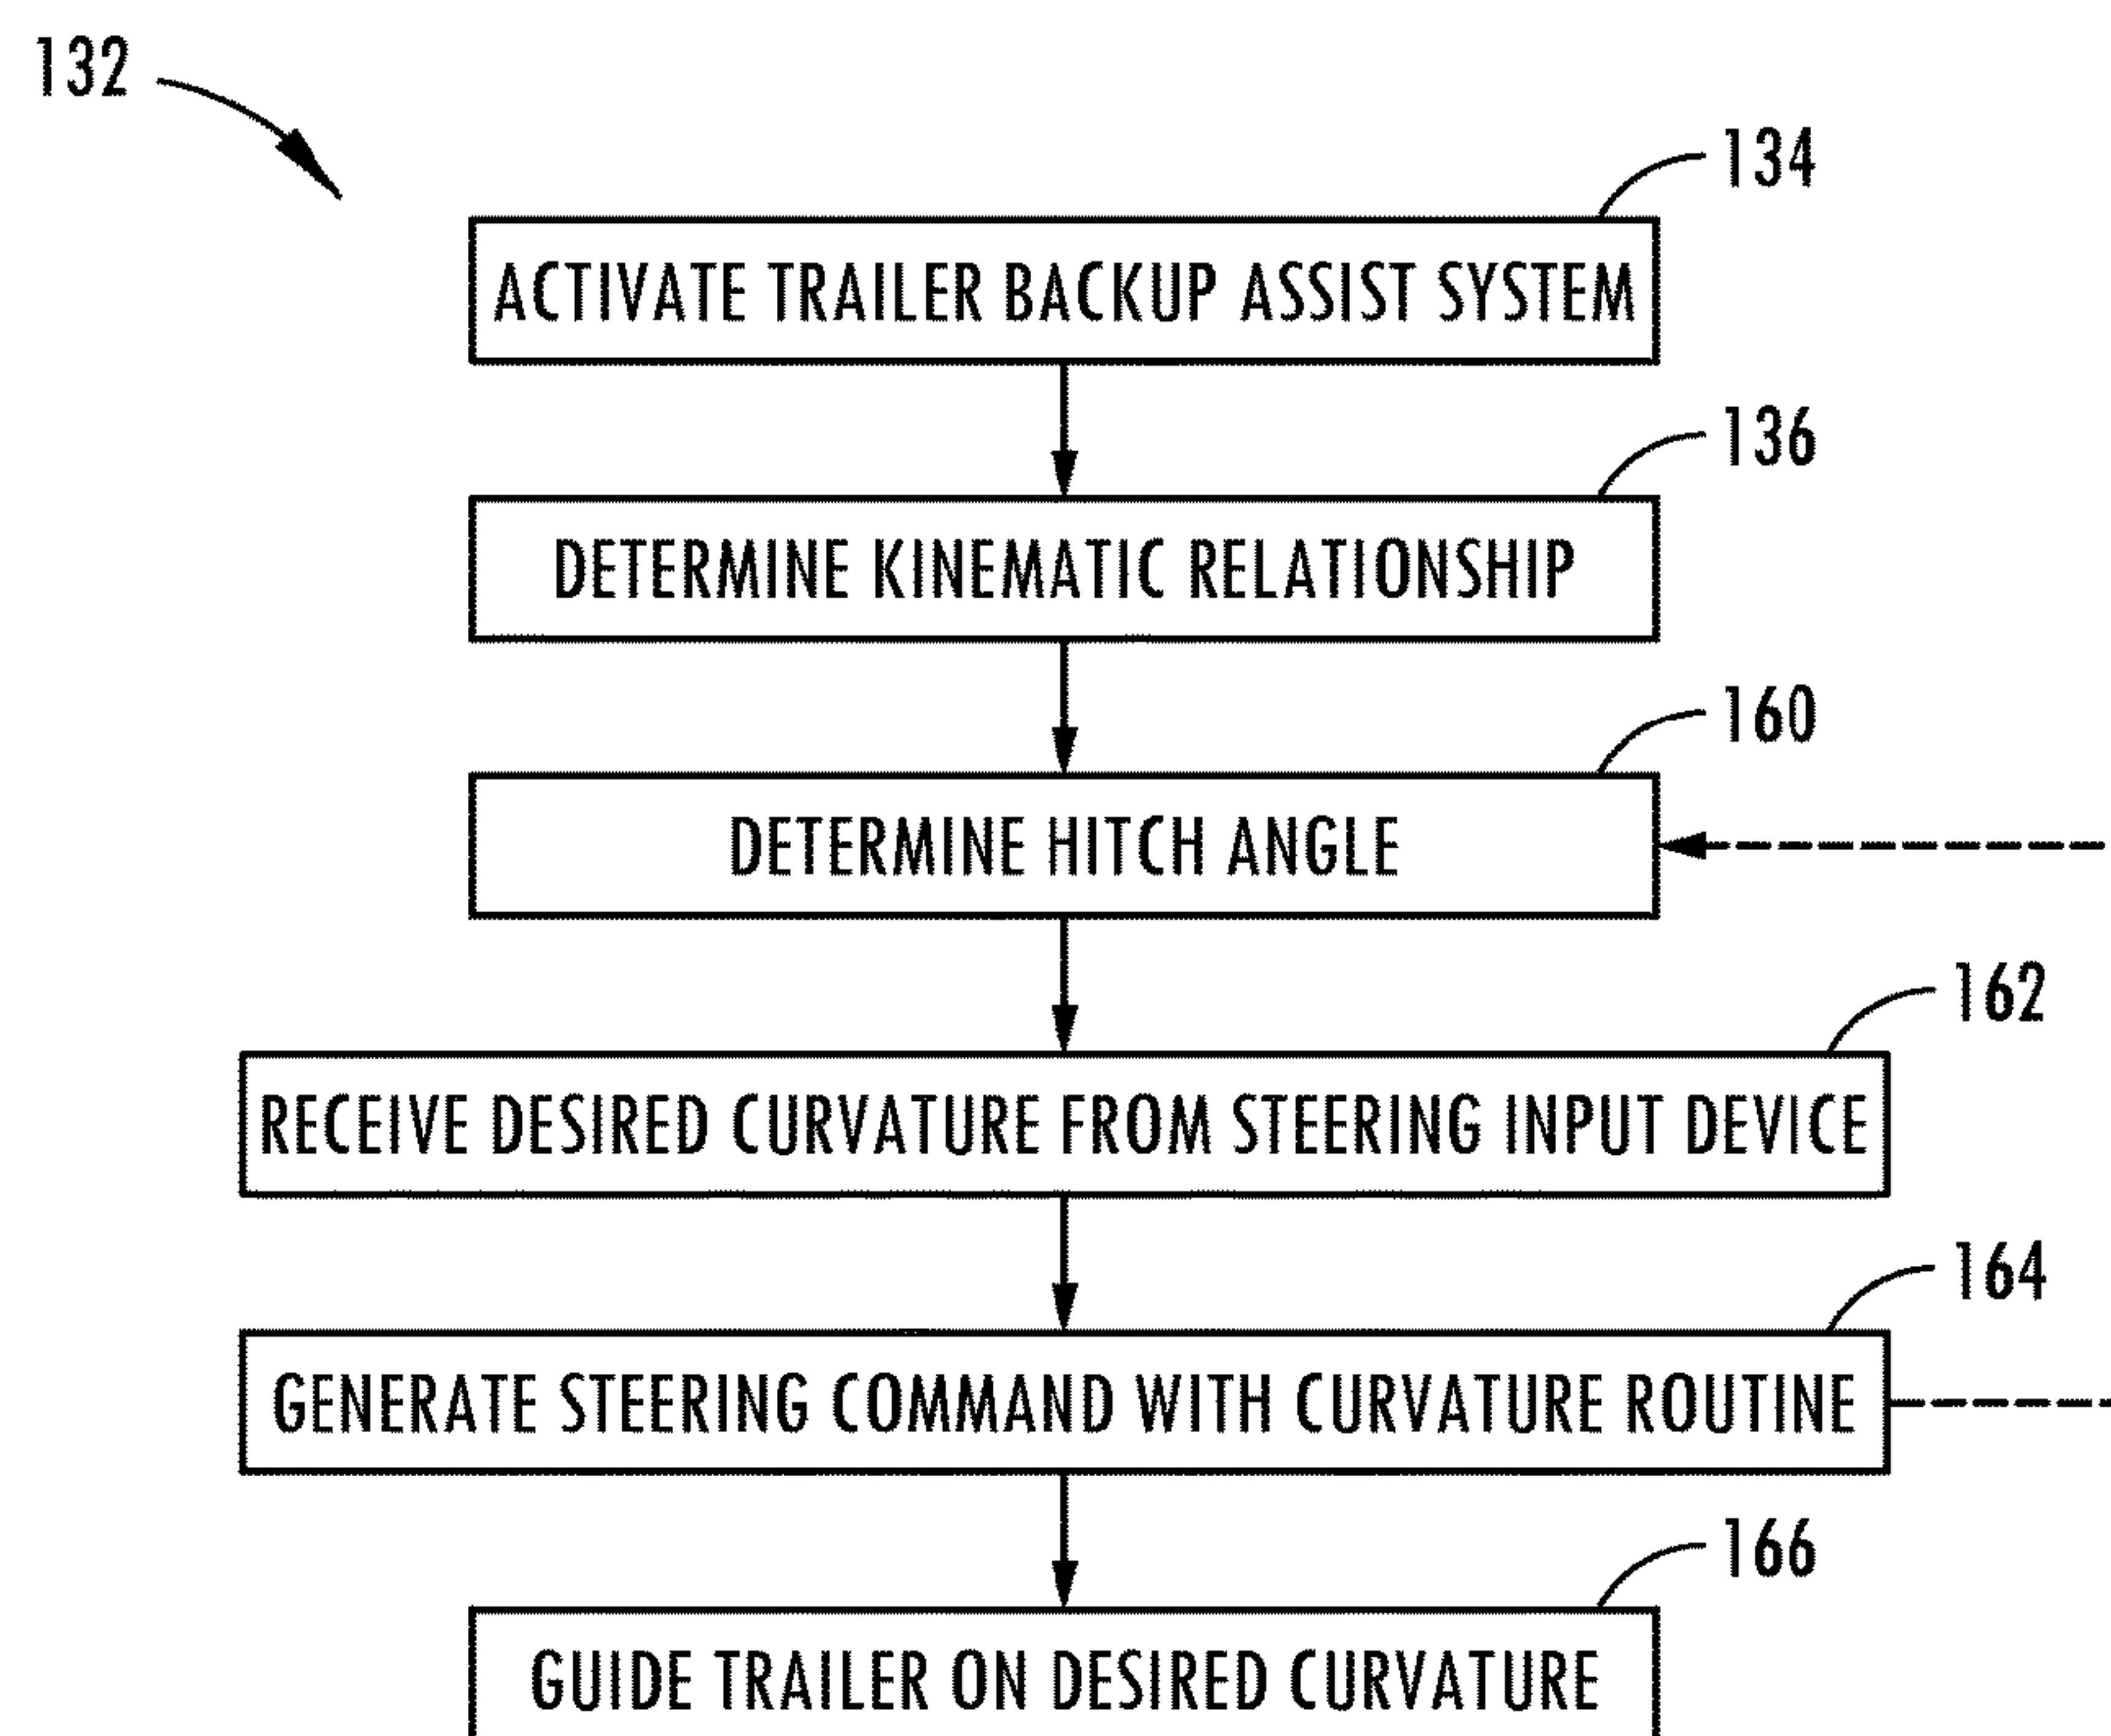 132
134
ACTIVATE TRAILER BACKUP ASSIST SYSTEM
136
DETERMINE KINEMATIC RELATIONSHIP
160
DETERMINE HITCH ANGLE
162
RECEIVE DESIRED CURVATURE FROM STEERING INPUT DEVICE
164
GENERATE STEERING COMMAND WITH CURVATURE ROUTINE
166
GUIDE TRAILER ON DESIRED CURVATURE